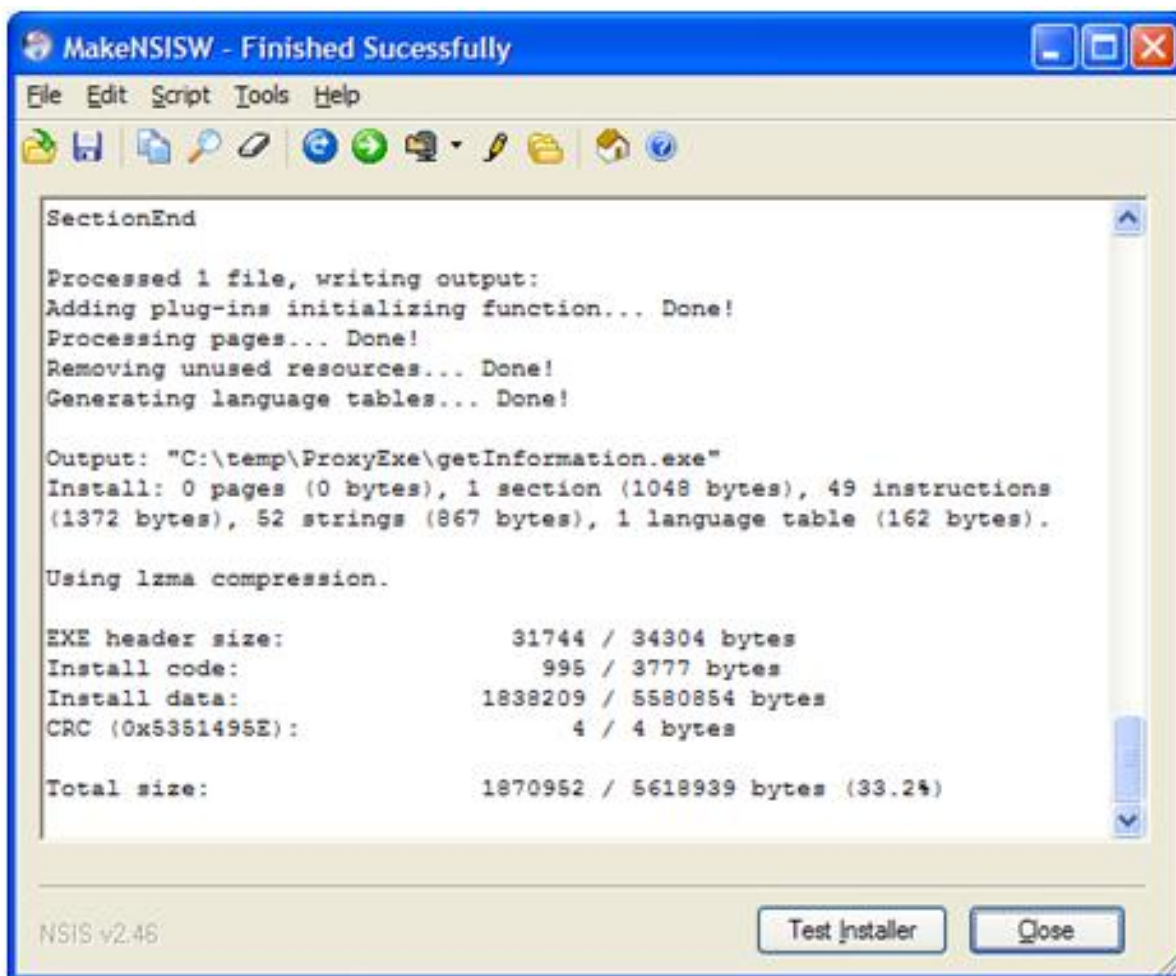 MakeNSISW - Finished Sucessfully
File Edit Script Tools Help
SectionEnd
Processed 1 file, writing output:
Adding plug-ins initializing function... Done!
Processing pages... Done!
Removing unused resources... Done!
Generating language tables... Done!
Output: "C:\temp\ProxyExe\getInformation.exe"
Install: 0 pages (0 bytes), 1 section (1048 bytes), 49 instructions
(1372 bytes), 52 strings (867 bytes), 1 language table (162 bytes).
Using lzma compression.
EXE header size: 31744 / 34304 bytes
Install code: 995 / 3777 bytes
Install data: 1838209 / 5580854 bytes
CRC (0x5351495E): 4 / 4 bytes
Total size: 1870952 / 5618939 bytes (33.2%)
NSIS v2.46
Test Installer Close